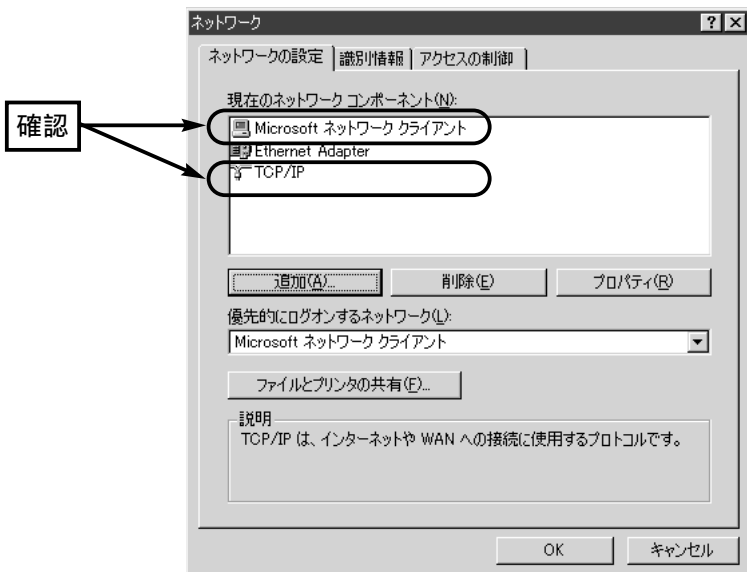 ネットワーク
ネットワークの設定 識別情報 アクセスの制御
現在のネットワーク コンポーネント(N):
確認
Microsoft ネットワーク クライアント
Ethernet Adapter
TCP/IP
追加(A)... 削除(E) プロパティ(R)
優先的にログオンするネットワーク(L):
Microsoft ネットワーク クライアント
ファイルとプリンタの共有(F)...
説明
TCP/IP は、インターネットや WAN への接続に使用するプロトコルです。
OK キャンセル